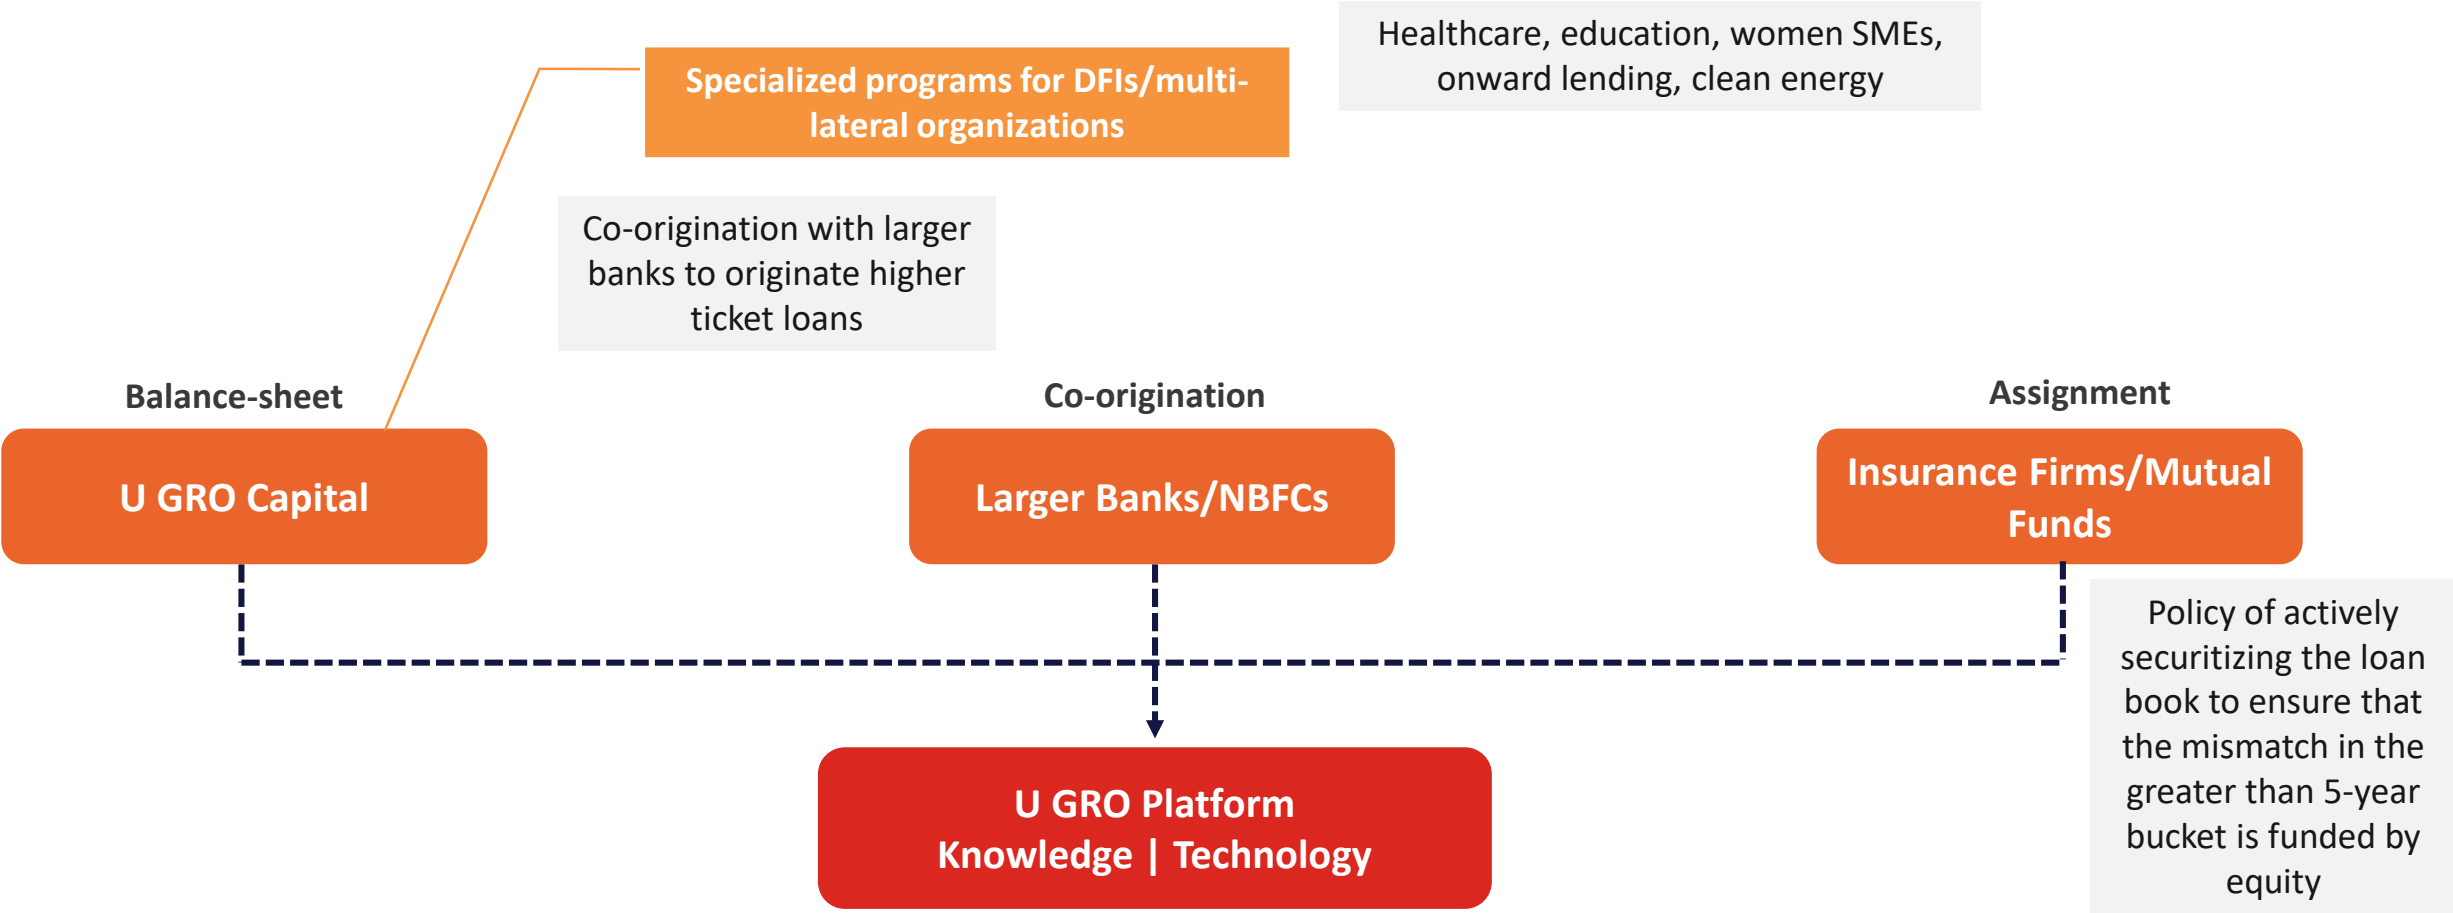 Healthcare, education, women SMEs,
onward lending, clean energy
Specialized programs for DFIs/multi-
lateral organizations
Co-origination with larger
banks to originate higher
ticket loans
Balance-sheet
Co-origination
Assignment
U GRO Capital
Larger Banks/NBFCs
Insurance Firms/Mutual
Funds
Policy of actively
securitizing the loan
book to ensure that
the mismatch in the
greater than 5-year
bucket is funded by
equity
U GRO Platform
Knowledge | Technology